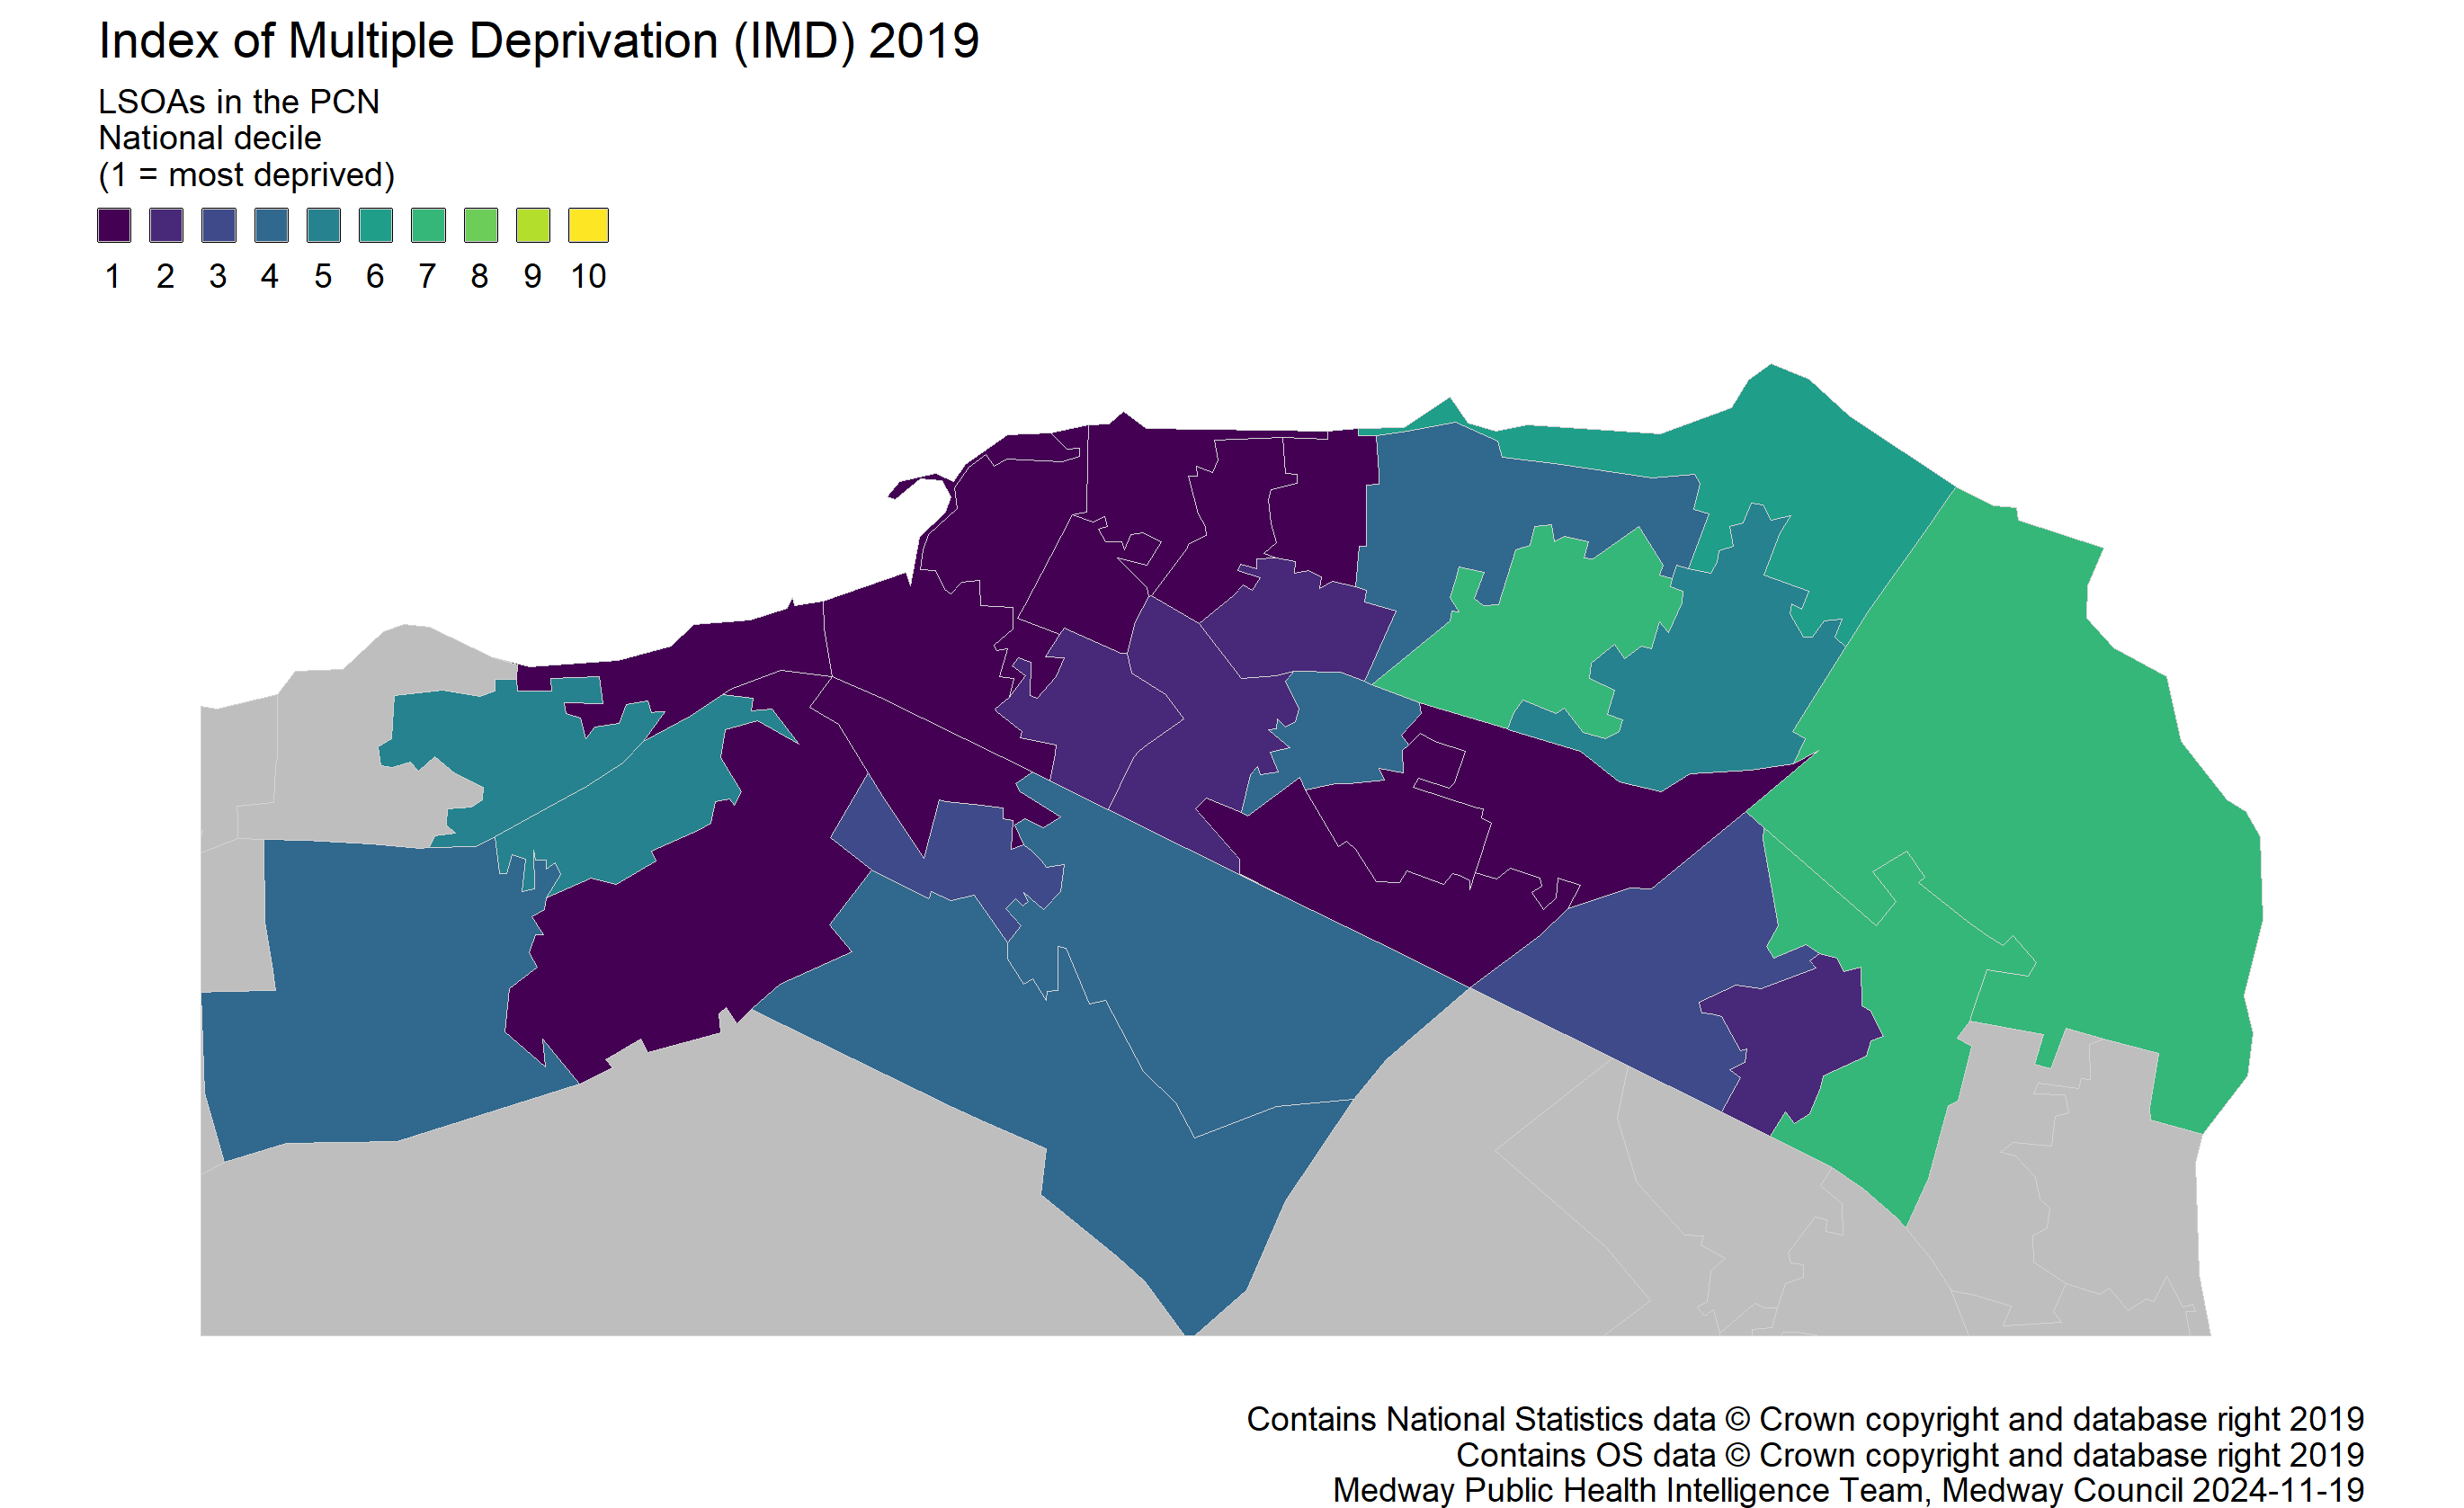 Index of Multiple Deprivation (IMD) 2019
LSOAs in the PCN
National decile
(1 = most deprived)
1 2 3 4 5 6 7 8 9 10
Contains National Statistics data © Crown copyright and database right 2019
Contains OS data © Crown copyright and database right 2019
Medway Public Health Intelligence Team, Medway Council 2024-11-19